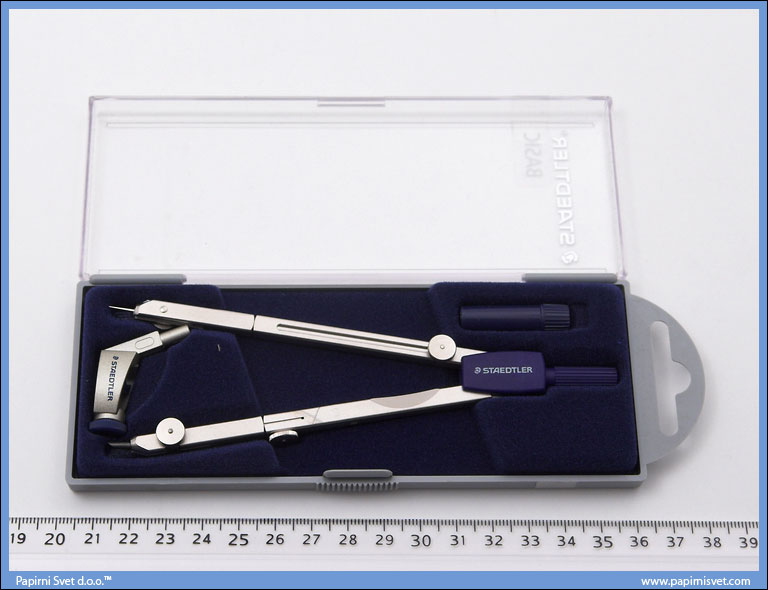 BASIC
STAEDTLER®
STAEDTLER
STAEDTLER
19 20 21 22 23 24 25 26 27 28 29 30 31 32 33 34 35 36 37 38 39
Papirni Svet d.o.o.™
www.papimisvet.com